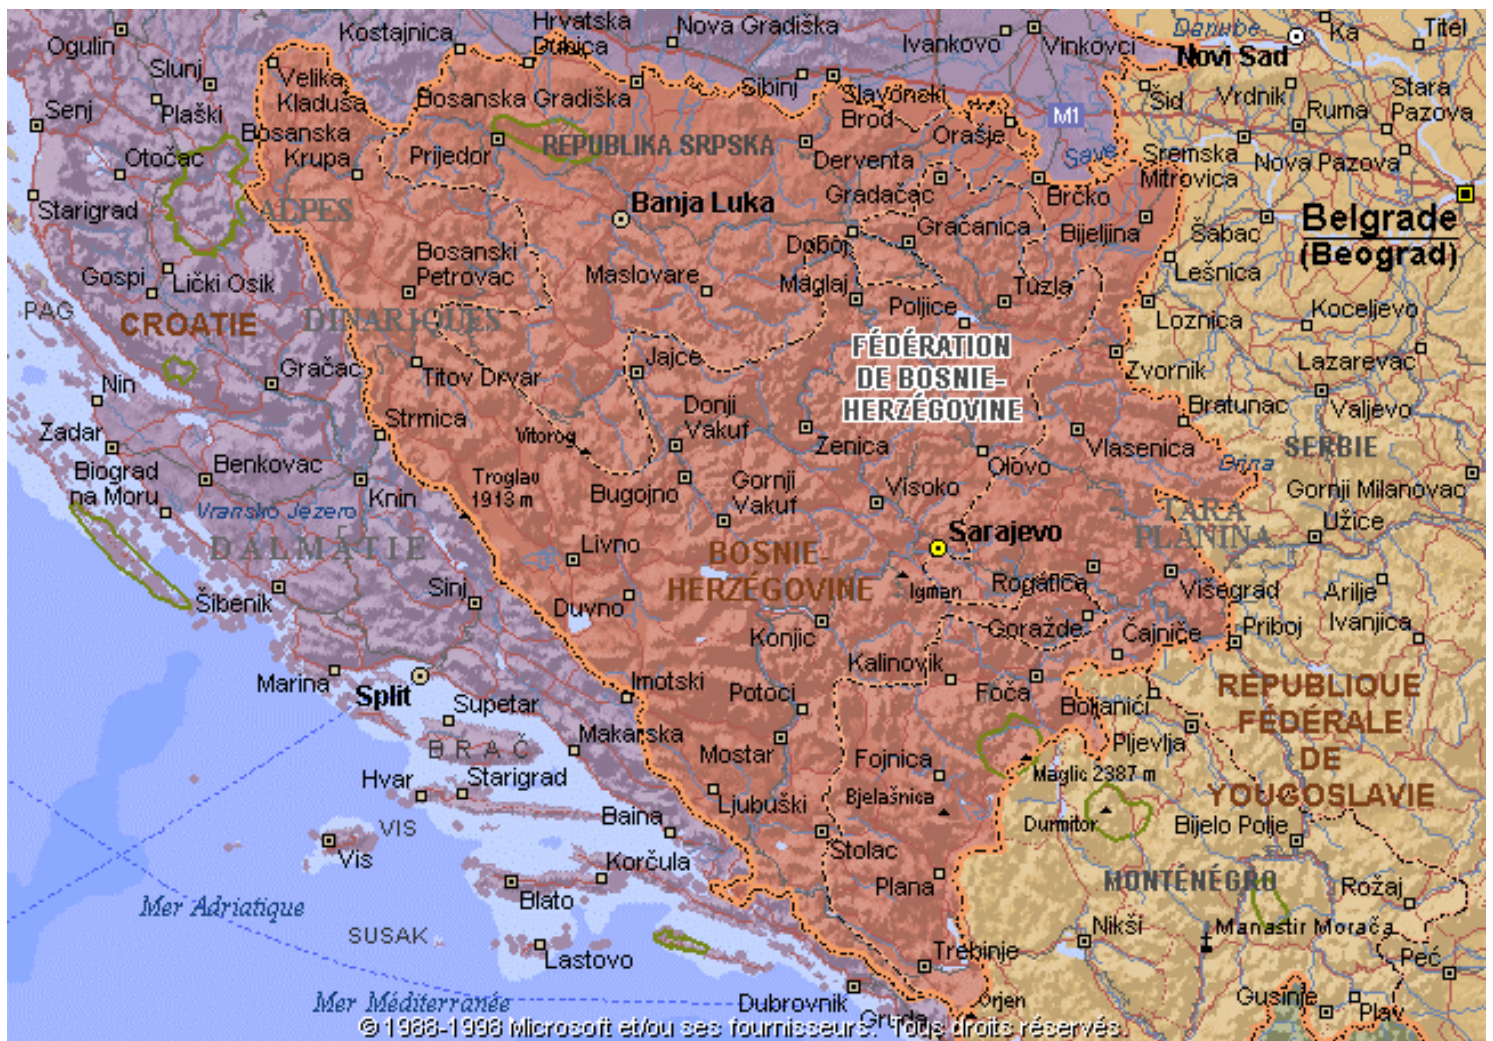 Ogulin
Kostajnica
Hrvatska
Dubica
Nova Gradiška
Ivankovo
Vinkovci
Danube
Ka
Titel
Novi Sad
Slunj
Velika
Kladuša
Bosanska Gradiška
Sibinj
Slavonski
Brod
Šid
Vrdnik
Stara
Pazova
Senj
Plaški
Bosanska
Krupa
Prijedor
REPUBLIKA SRPSKA
Orašje
M1
Ruma
Otočac
Derventa
Save
Sremska
Mitrovica
Nova Pazova
Starigrad
ALPES
Banja Luka
Gradačac
Brčko
Belgrade
(Beograd)
Gračanica
Bijeljina
Šabac
Doboj
Gospi
Lički Osik
Bosanski
Petrovac
Maslovare
Maglaj
Tuzla
Lešnica
PAG
CROATIE
DINARIQUES
Poljice
Loznica
Koceljevo
FÉDÉRATION
DE BOSNIE-
HERZÉGOVINE
Nin
Gračac
Titov Drvar
Jajce
Zvornik
Lazarevac
Zadar
Strmica
Donji
Vakuf
Bratunac
Valjevo
Vitorog
Zenica
Vlasenica
SERBIE
Biograd
na Moru
Benkovac
Knin
Troglav
1913 m
Bugojno
Gornji
Vakuf
Visoko
Olovo
Drina
Gornji Milanovac
Vransko Jezero
TARA
PLANINA
Užice
DALMATIE
Livno
BOSNIE-
HERZÉGOVINE
Sarajevo
Šibenik
Sinj
Duvno
Igman
Rogatica
Višegrad
Arilje
Konjic
Goražde
Čajniče
Priboj
Ivanjica
Marina
Split
Imotski
Potoci
Kalinovik
Foča
Boljanići
RÉPUBLIQUE
FÉDÉRALE
DE
YOUGOSLAVIE
Supetar
BRAČ
Makarska
Mostar
Pljevlja
Hvar
Starigrad
Fojnica
Maglic 2387 m
VIS
Baina
Ljubuški
Bjelašnica
Durmitor
Bijelo Polje
Vis
Korčula
Stolac
Mer Adriatique
Blato
Plana
MONTÉNÉGRO
Rožaj
SUSAK
Lastovo
Trebinje
Nikši
Manastir Morača
Peć
Mer Méditerranée
Dubrovnik
Gruda
Orjen
Gusinje
Plav
© 1988-1998 Microsoft et/ou ses fournisseurs. Tous droits réservés.